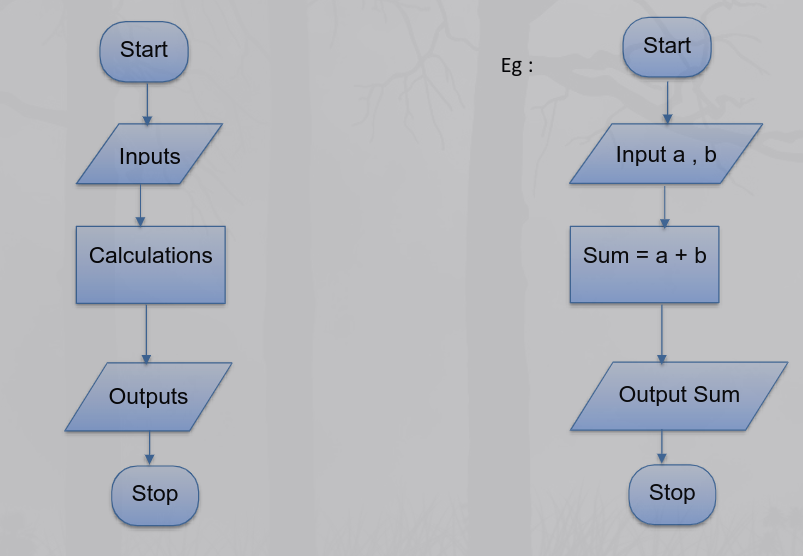 Start
Inputs
Calculations
Outputs
Stop
Eg :
Start
Input a , b
Sum = a + b
Output Sum
Stop